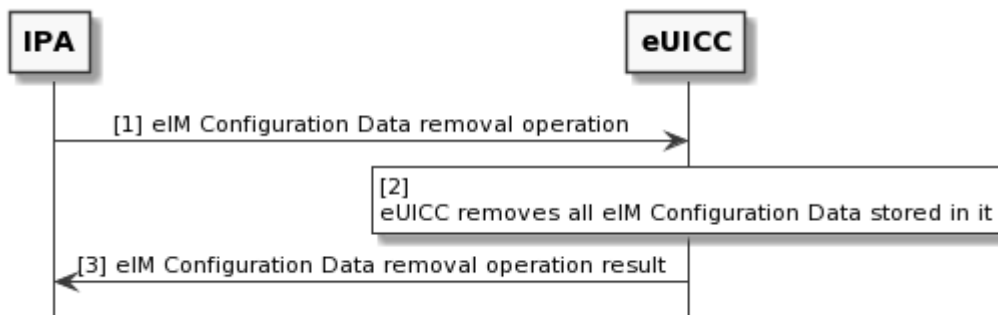 IPA
eUICC
[1] eIM Configuration Data removal operation
[2]
eUICC removes all eIM Configuration Data stored in it
[3] eIM Configuration Data removal operation result